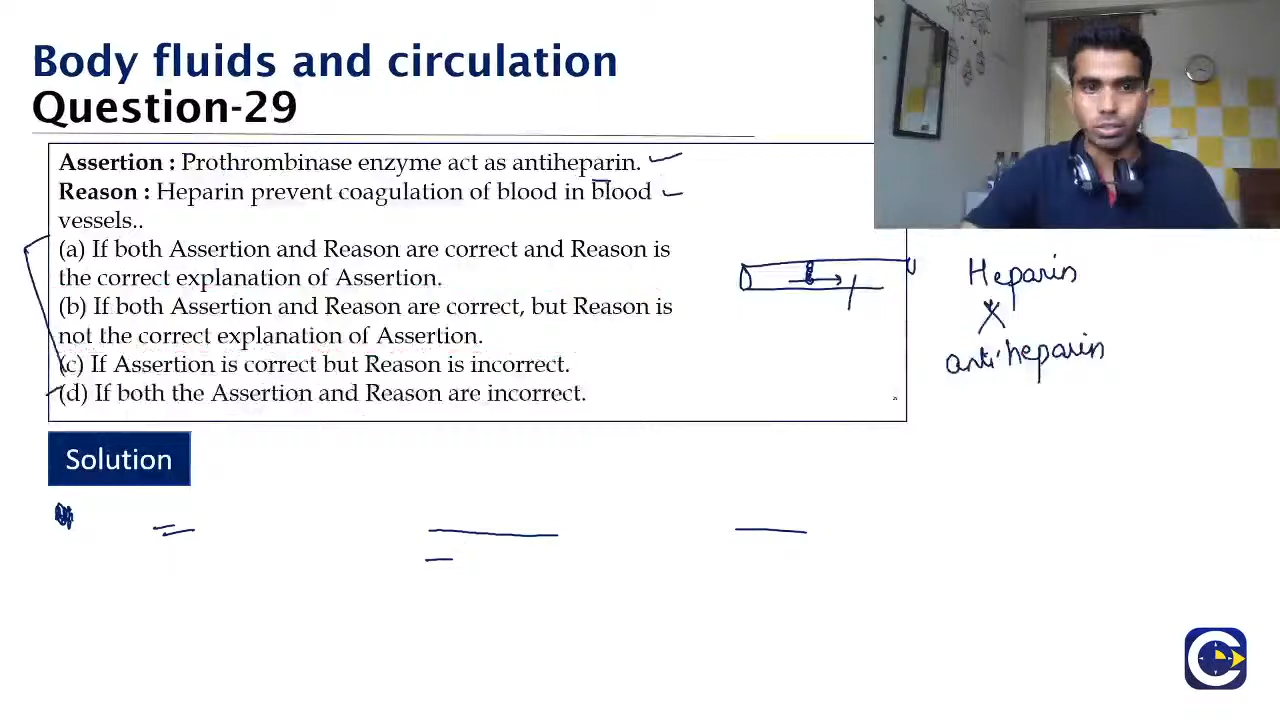 Body fluids and circulation
Question-29
Assertion : Prothrombinase enzyme act as antiheparin.
Reason : Heparin prevent coagulation of blood in blood
vessels..
(a) If both Assertion and Reason are correct and Reason is
the correct explanation of Assertion.
(b) If both Assertion and Reason are correct, but Reason is
not the correct explanation of Assertion.
(c) If Assertion is correct but Reason is incorrect.
(d) If both the Assertion and Reason are incorrect.
Heparin
antiheparin
Solution